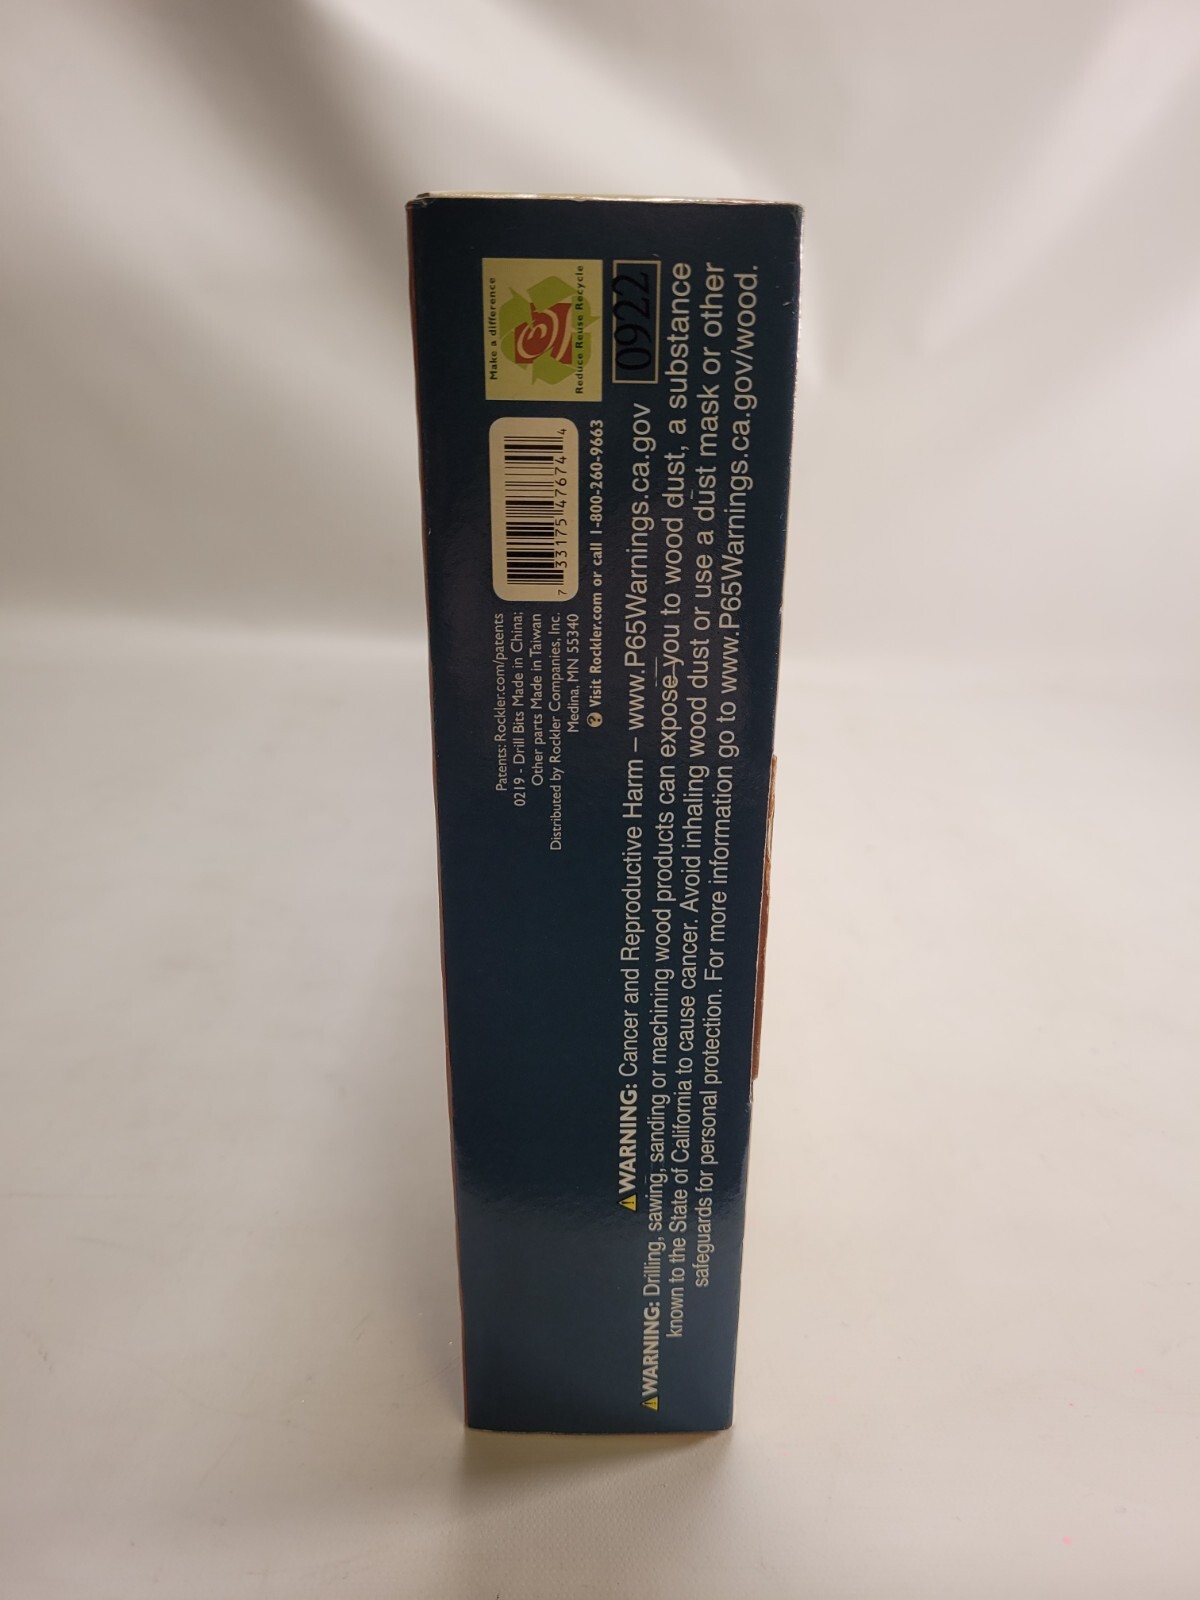 Patents: Rockler.com/patents
0219 - Drill Bits Made in China;
Other parts Made in Taiwan
Distributed by Rockler Companies, Inc.
Medina, MN 55340
Visit Rockler.com or call 1-800-260-9663
7 33175 47674 4
Make a difference
Reduce Reuse Recycle
0922
WARNING: Cancer and Reproductive Harm – www.P65Warnings.ca.gov
WARNING: Drilling, sawing, sanding or machining wood products can expose you to wood dust, a substance
known to the State of California to cause cancer. Avoid inhaling wood dust or use a dust mask or other
safeguards for personal protection. For more information go to www.P65Warnings.ca.gov/wood.